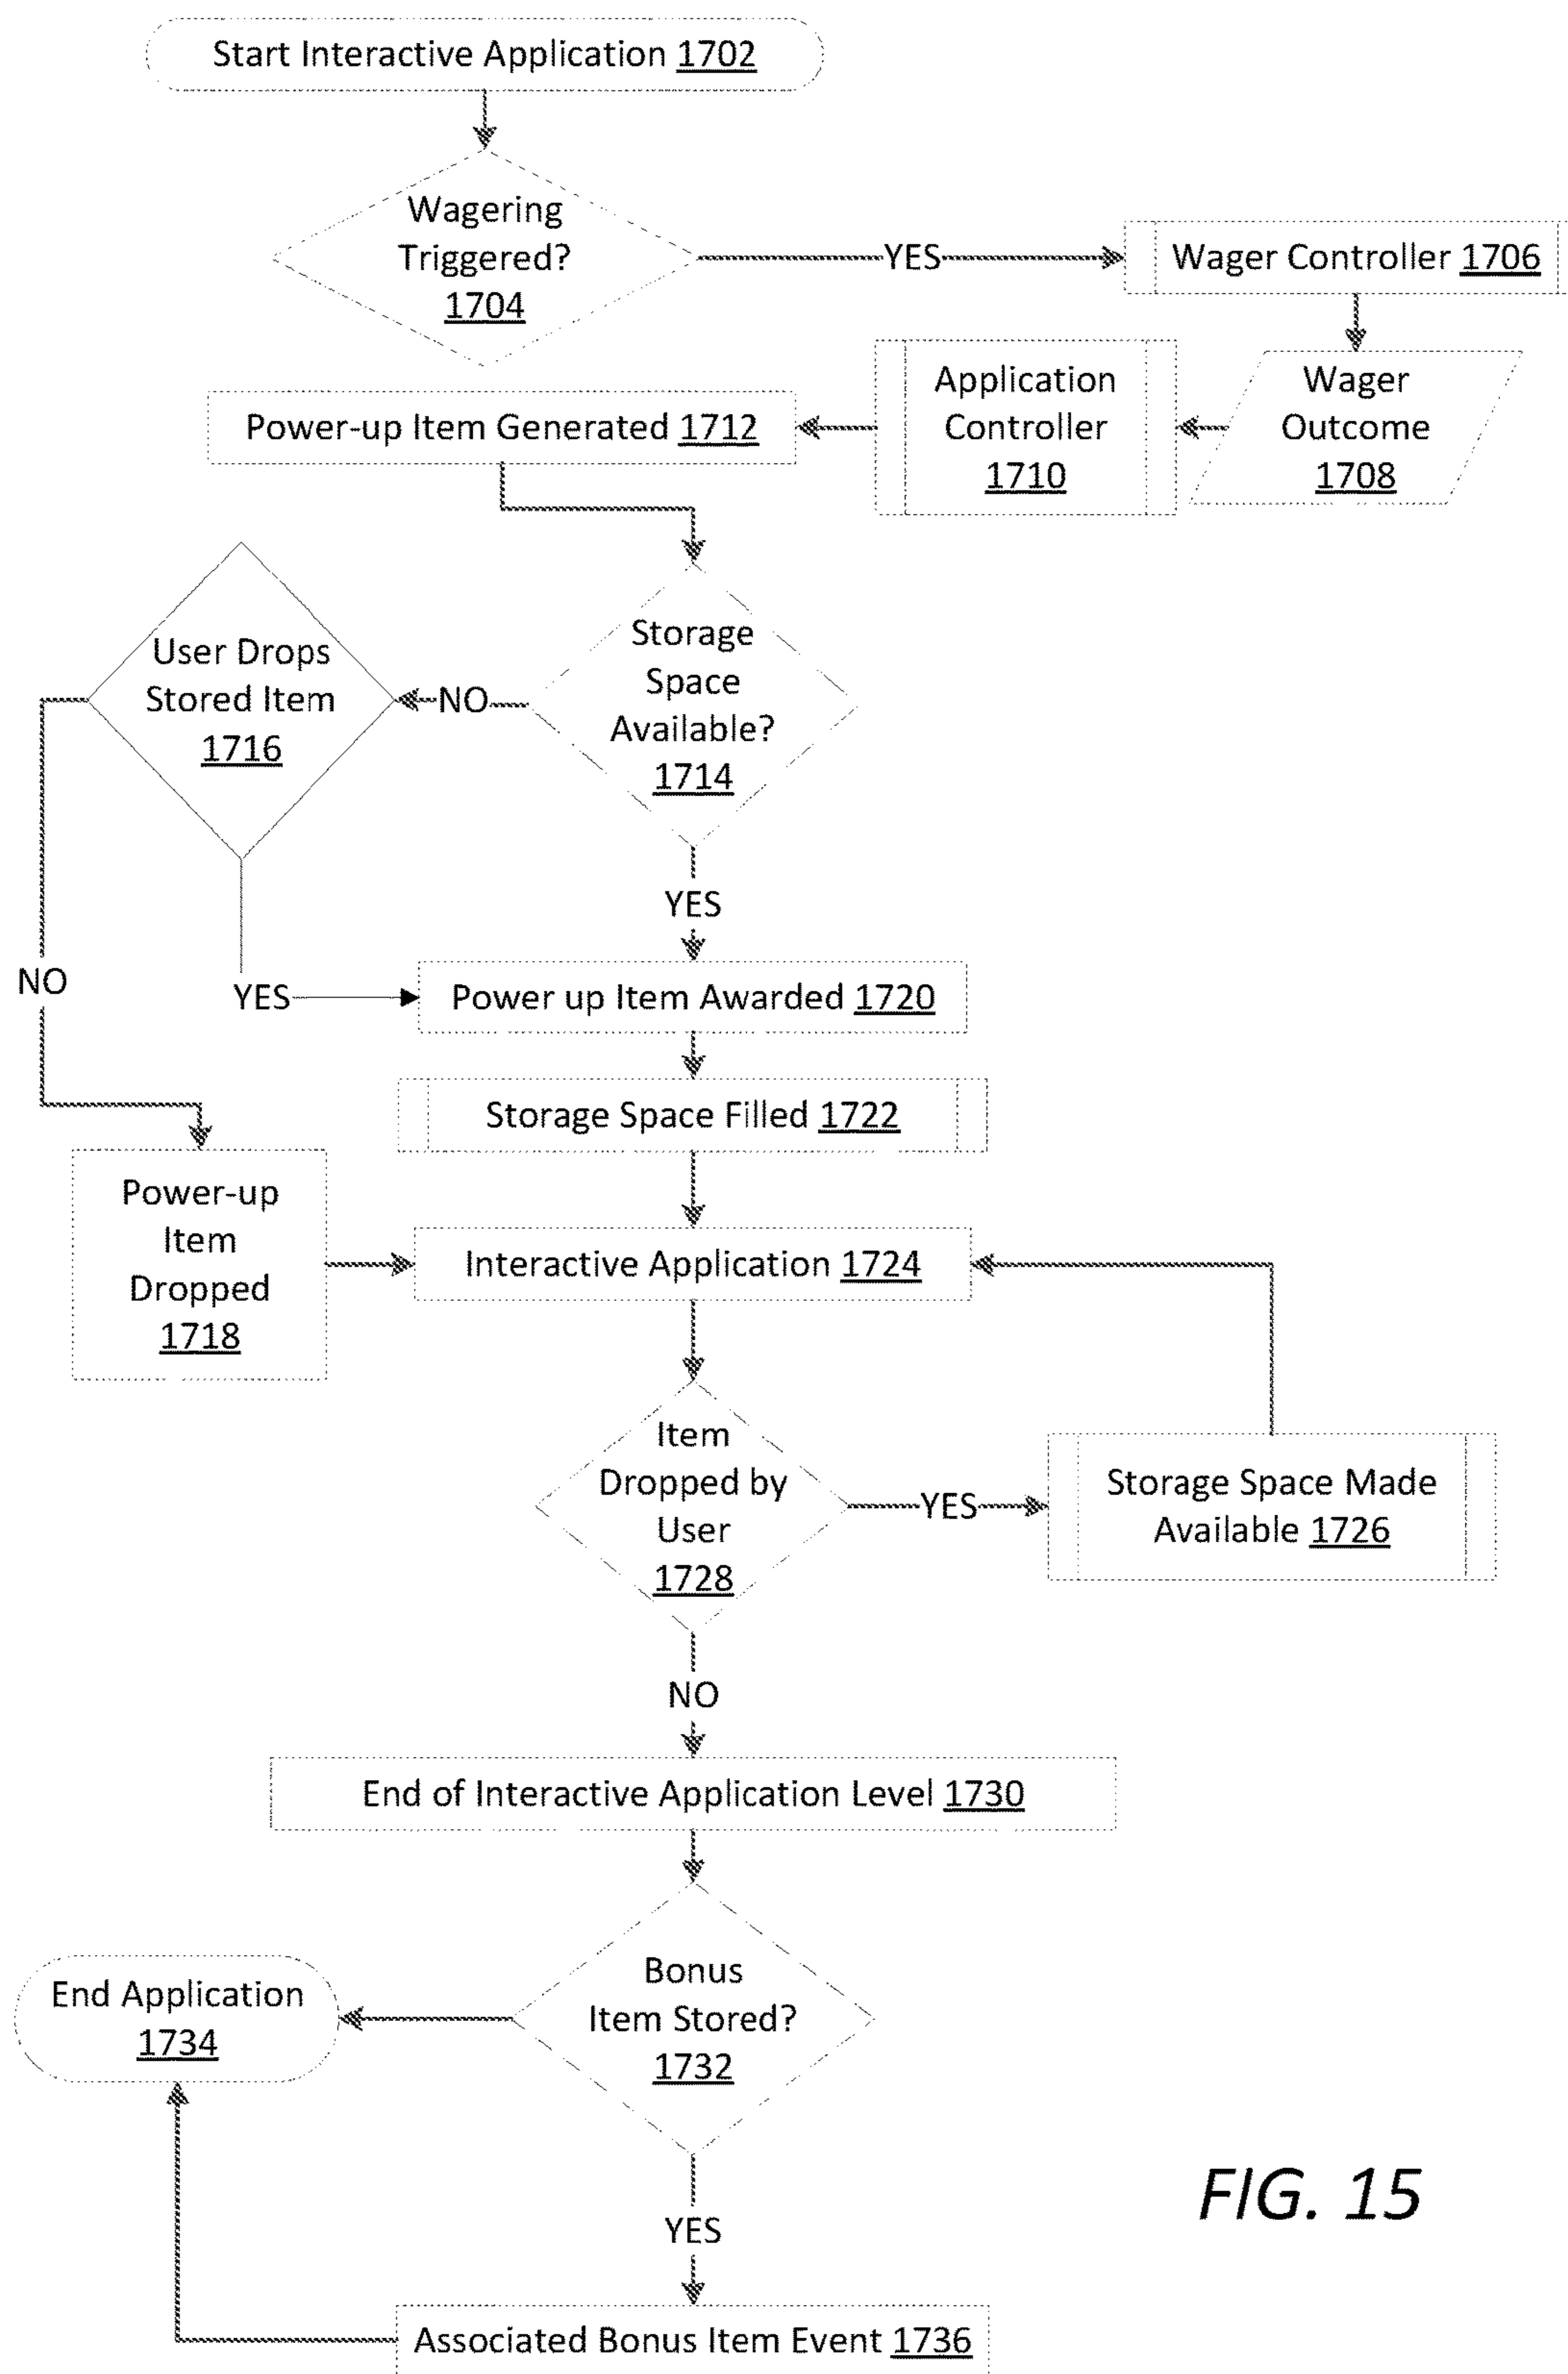 Start Interactive Application 1702
Wagering
Triggered?
1704
YES
Wager Controller 1706
Wager
Outcome
1708
Application
Controller
1710
Power-up Item Generated 1712
Storage
Space
Available?
1714
NO
User Drops
Stored Item
1716
YES
NO
YES
Power up Item Awarded 1720
Storage Space Filled 1722
Power-up
Item
Dropped
1718
Interactive Application 1724
Item
Dropped by
User
1728
YES
Storage Space Made
Available 1726
NO
End of Interactive Application Level 1730
Bonus
Item Stored?
1732
End Application
1734
YES
Associated Bonus Item Event 1736
FIG. 15